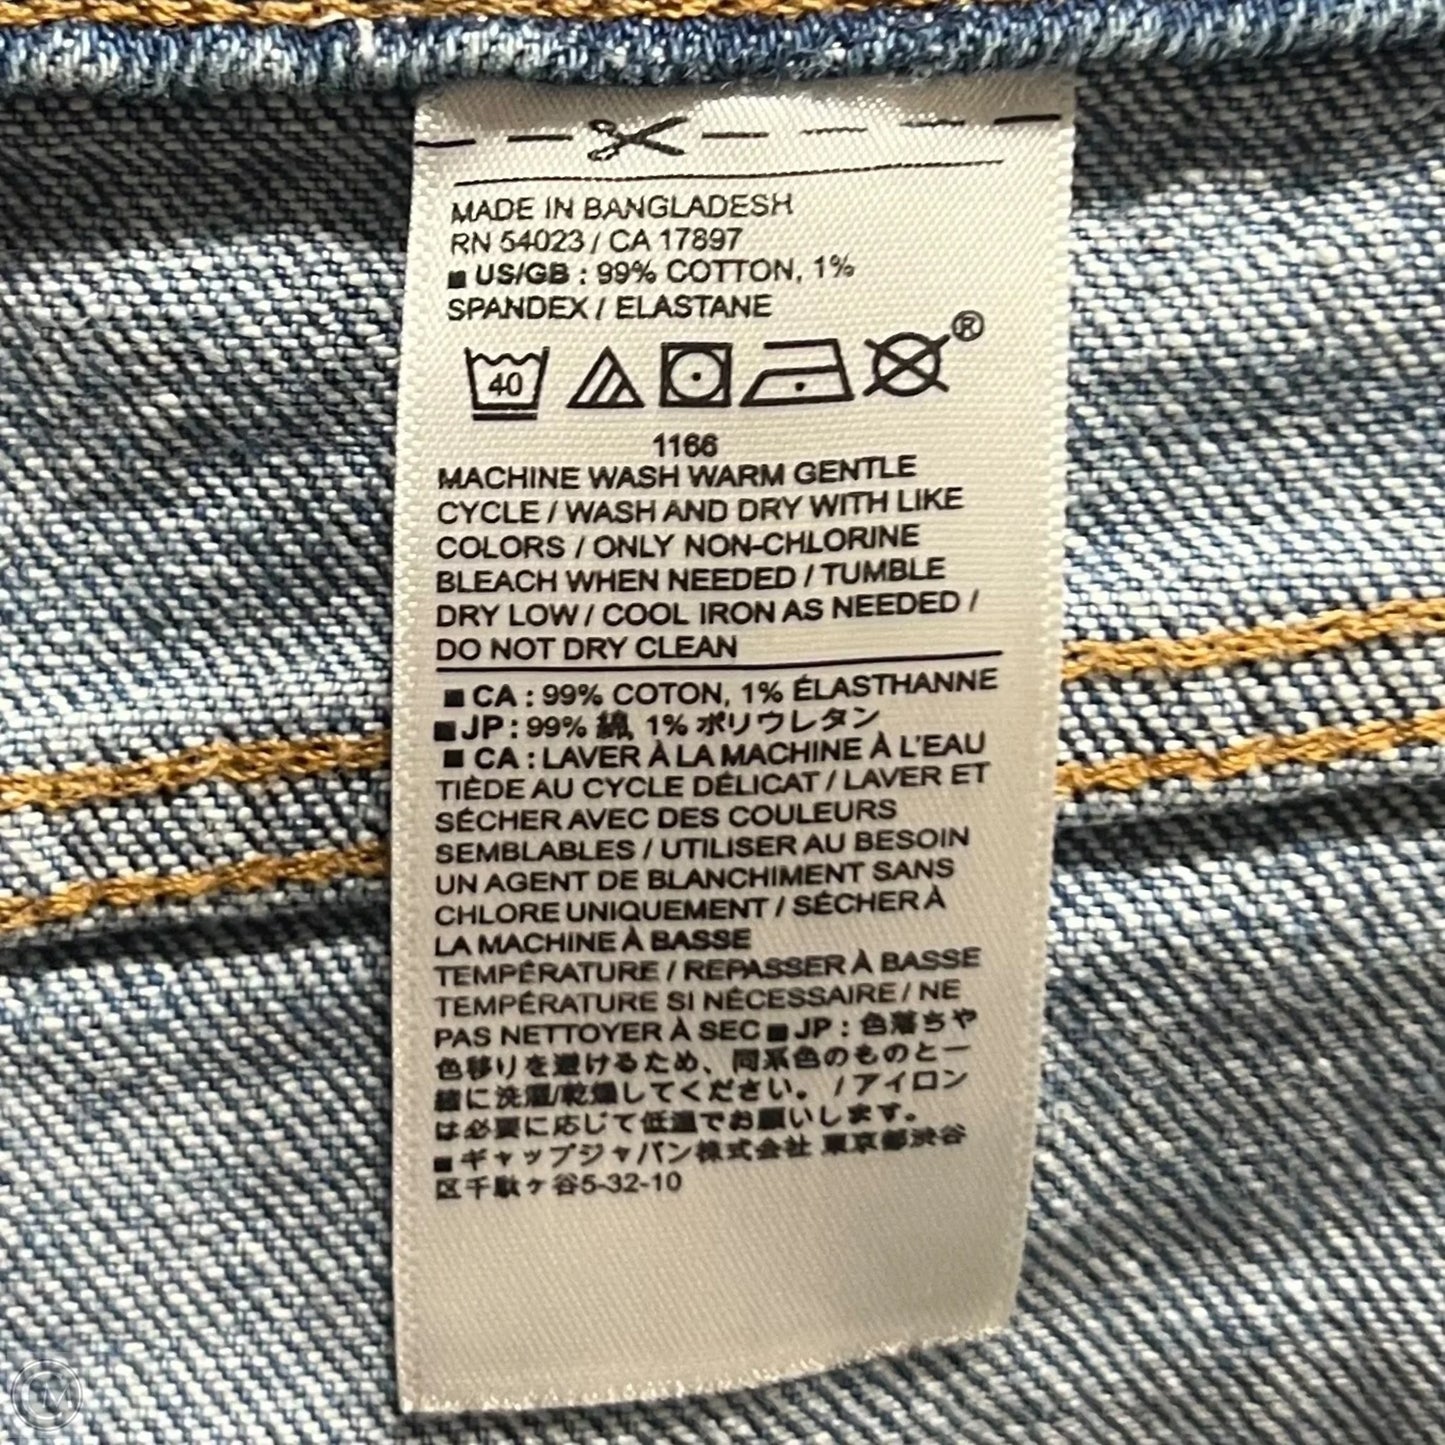 MADE IN BANGLADESH
RN 54023 / CA 17897
■ US/GB : 99% COTTON, 1%
SPANDEX / ELASTANE
®
40
1166
MACHINE WASH WARM GENTLE
CYCLE / WASH AND DRY WITH LIKE
COLORS / ONLY NON-CHLORINE
BLEACH WHEN NEEDED / TUMBLE
DRY LOW / COOL IRON AS NEEDED /
DO NOT DRY CLEAN
■ CA : 99% COTON, 1% ÉLASTHANNE
■ JP : 99% 綿, 1% ポリウレタン
■ CA : LAVER À LA MACHINE À L'EAU
TIÈDE AU CYCLE DÉLICAT / LAVER ET
SÉCHER AVEC DES COULEURS
SEMBLABLES / UTILISER AU BESOIN
UN AGENT DE BLANCHIMENT SANS
CHLORE UNIQUEMENT / SÉCHER À
LA MACHINE À BASSE
TEMPÉRATURE / REPASSER À BASSE
TEMPÉRATURE SI NÉCESSAIRE / NE
PAS NETTOYER À SEC ■ JP : 色落ちや
色移りを避けるため、同系色のものと一
緒に洗濯/乾燥してください。 / アイロン
は必要に応じて低温でお願いします。
■ ギャップジャパン株式会社 東京都渋谷
区千駄ヶ谷5-32-10
CM